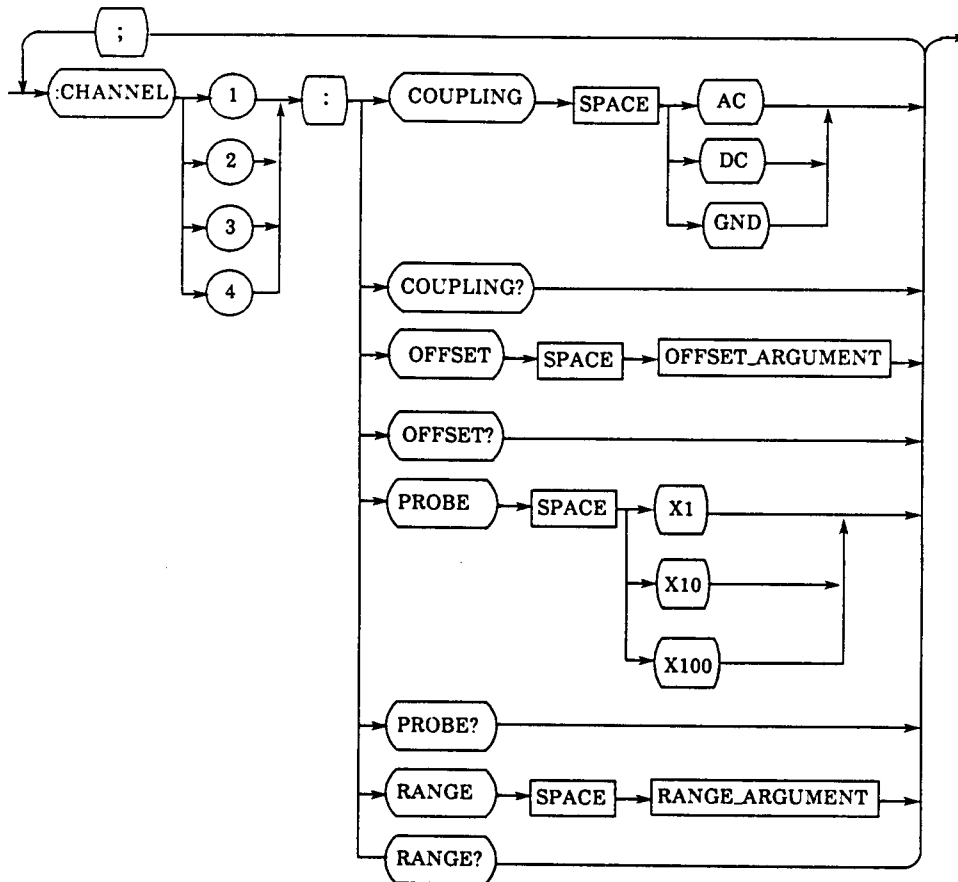 ;
:CHANNEL 1 : COUPLING SPACE AC
2 DC
3 GND
4
COUPLING?
OFFSET SPACE OFFSET_ARGUMENT
OFFSET?
PROBE SPACE X1
X10
X100
PROBE?
RANGE SPACE RANGE_ARGUMENT
RANGE?